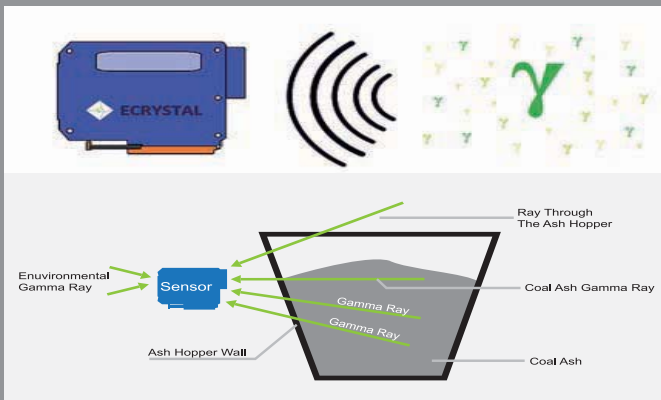 ECRYSTAL
γ
Ray Through
The Ash Hopper
Enuvironmental
Gamma Ray
Sensor
Coal Ash Gamma Ray
Gamma Ray
Gamma Ray
Ash Hopper Wall
Coal Ash